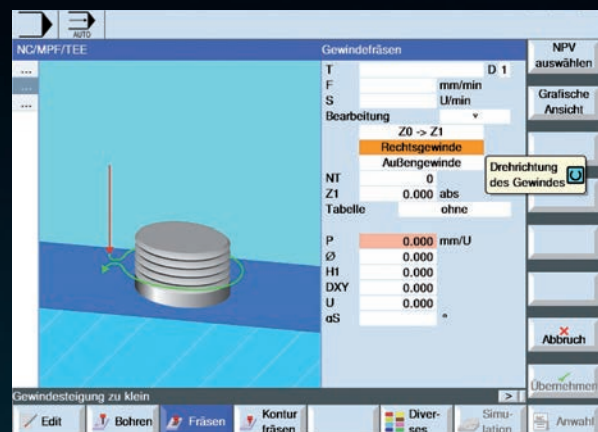 AUTO
NC/MPF/TEE
Gewindefräsen
...
...
...
T D 1
F mm/min
S U/min
Bearbeitung ▿
Z0 -> Z1
Rechtsgewinde
Außengewinde
NT 0
Z1 0.000 abs
Tabelle ohne
P 0.000 mm/U
Ø 0.000
H1 0.000
DXY 0.000
U 0.000
αS °
Drehrichtung
des Gewindes
NPV
auswählen
Grafische
Ansicht
Abbruch
Übernehmen
Gewindesteigung zu klein >
Edit
Bohren
Fräsen
Kontur
fräsen
Diver-
ses
Simu-
lation
Anwahl